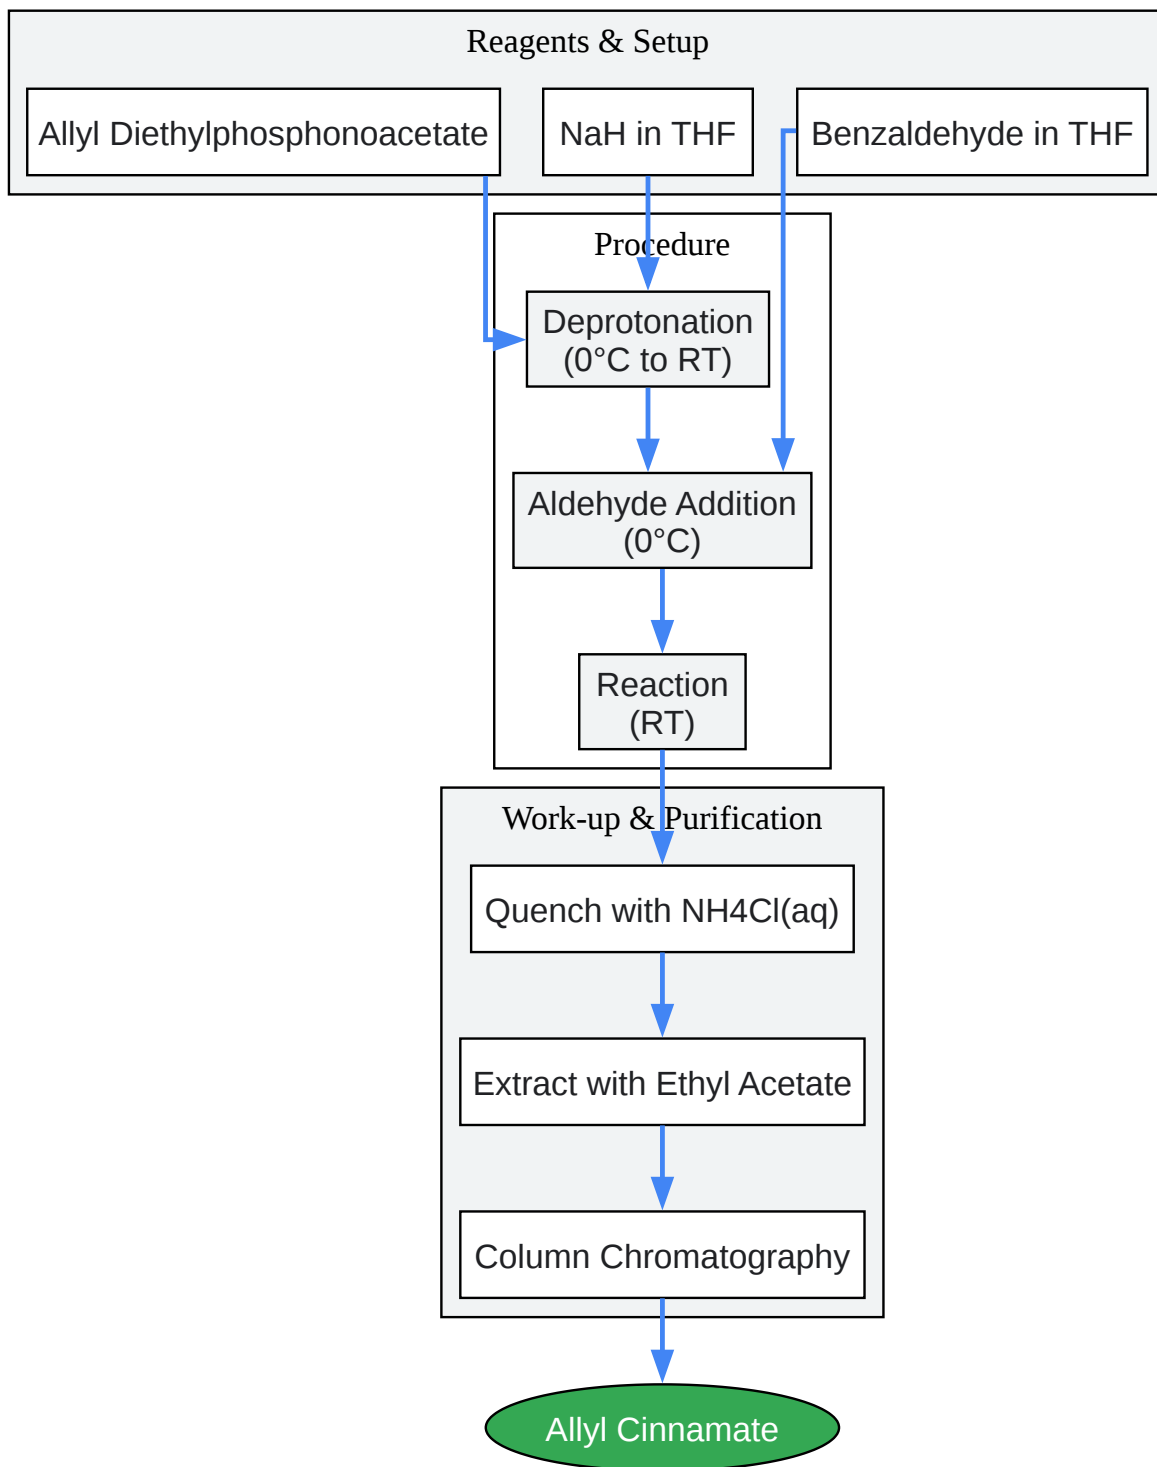 Reagents & Setup
Allyl Diethylphosphonoacetate
NaH in THF
Benzaldehyde in THF
Procedure
Deprotonation
(0°C to RT)
Aldehyde Addition
(0°C)
Reaction
(RT)
Work-up & Purification
Quench with NH4Cl(aq)
Extract with Ethyl Acetate
Column Chromatography
Allyl Cinnamate